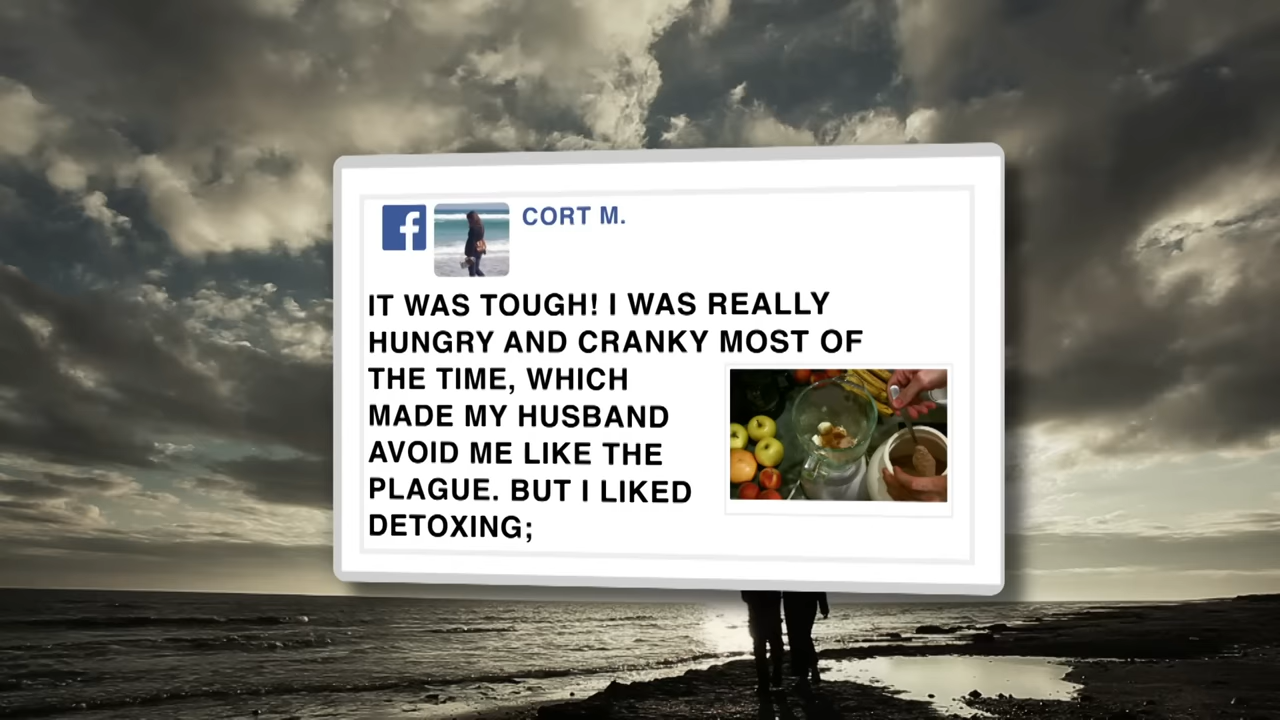 CORT M.
IT WAS TOUGH! I WAS REALLY
HUNGRY AND CRANKY MOST OF
THE TIME, WHICH
MADE MY HUSBAND
AVOID ME LIKE THE
PLAGUE. BUT I LIKED
DETOXING;